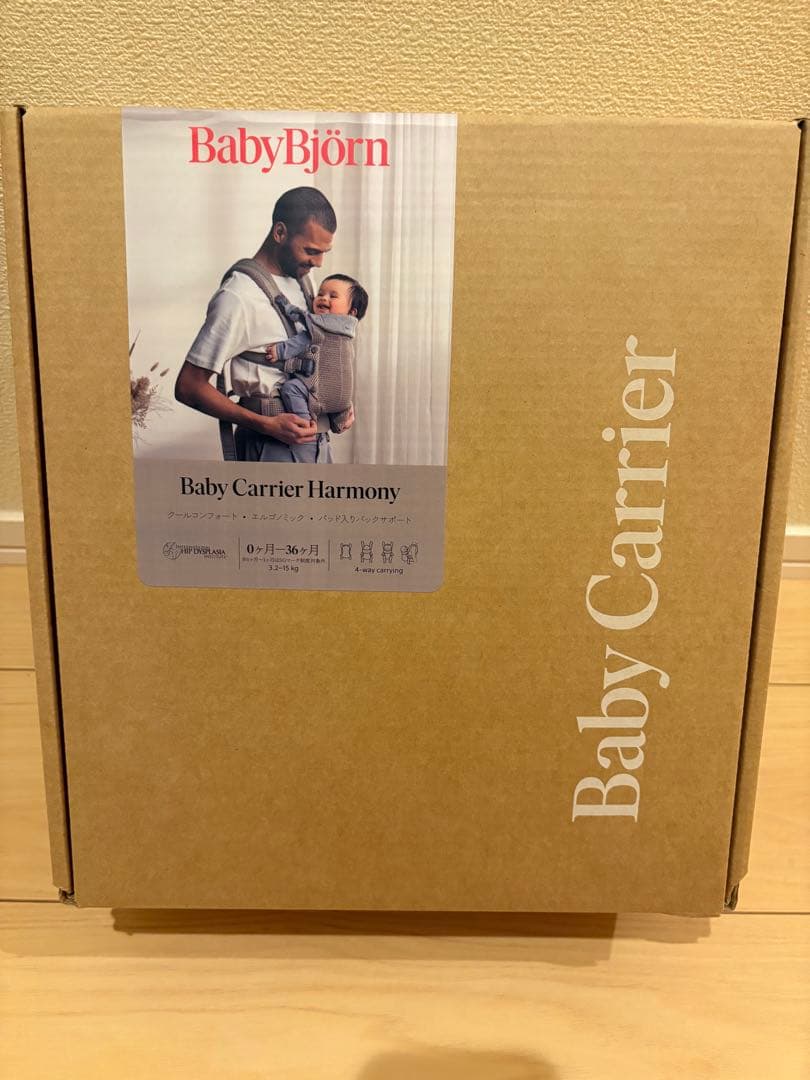 BabyBjörn
Baby Carrier Harmony
クールコンフォート • エルゴノミック • パッド入りバックサポート
INTERNATIONAL
HIP DYSPLASIA
INSTITUTE
0ヶ月—36ヶ月
3.2–15 kg
4-way carrying
Baby Carrier